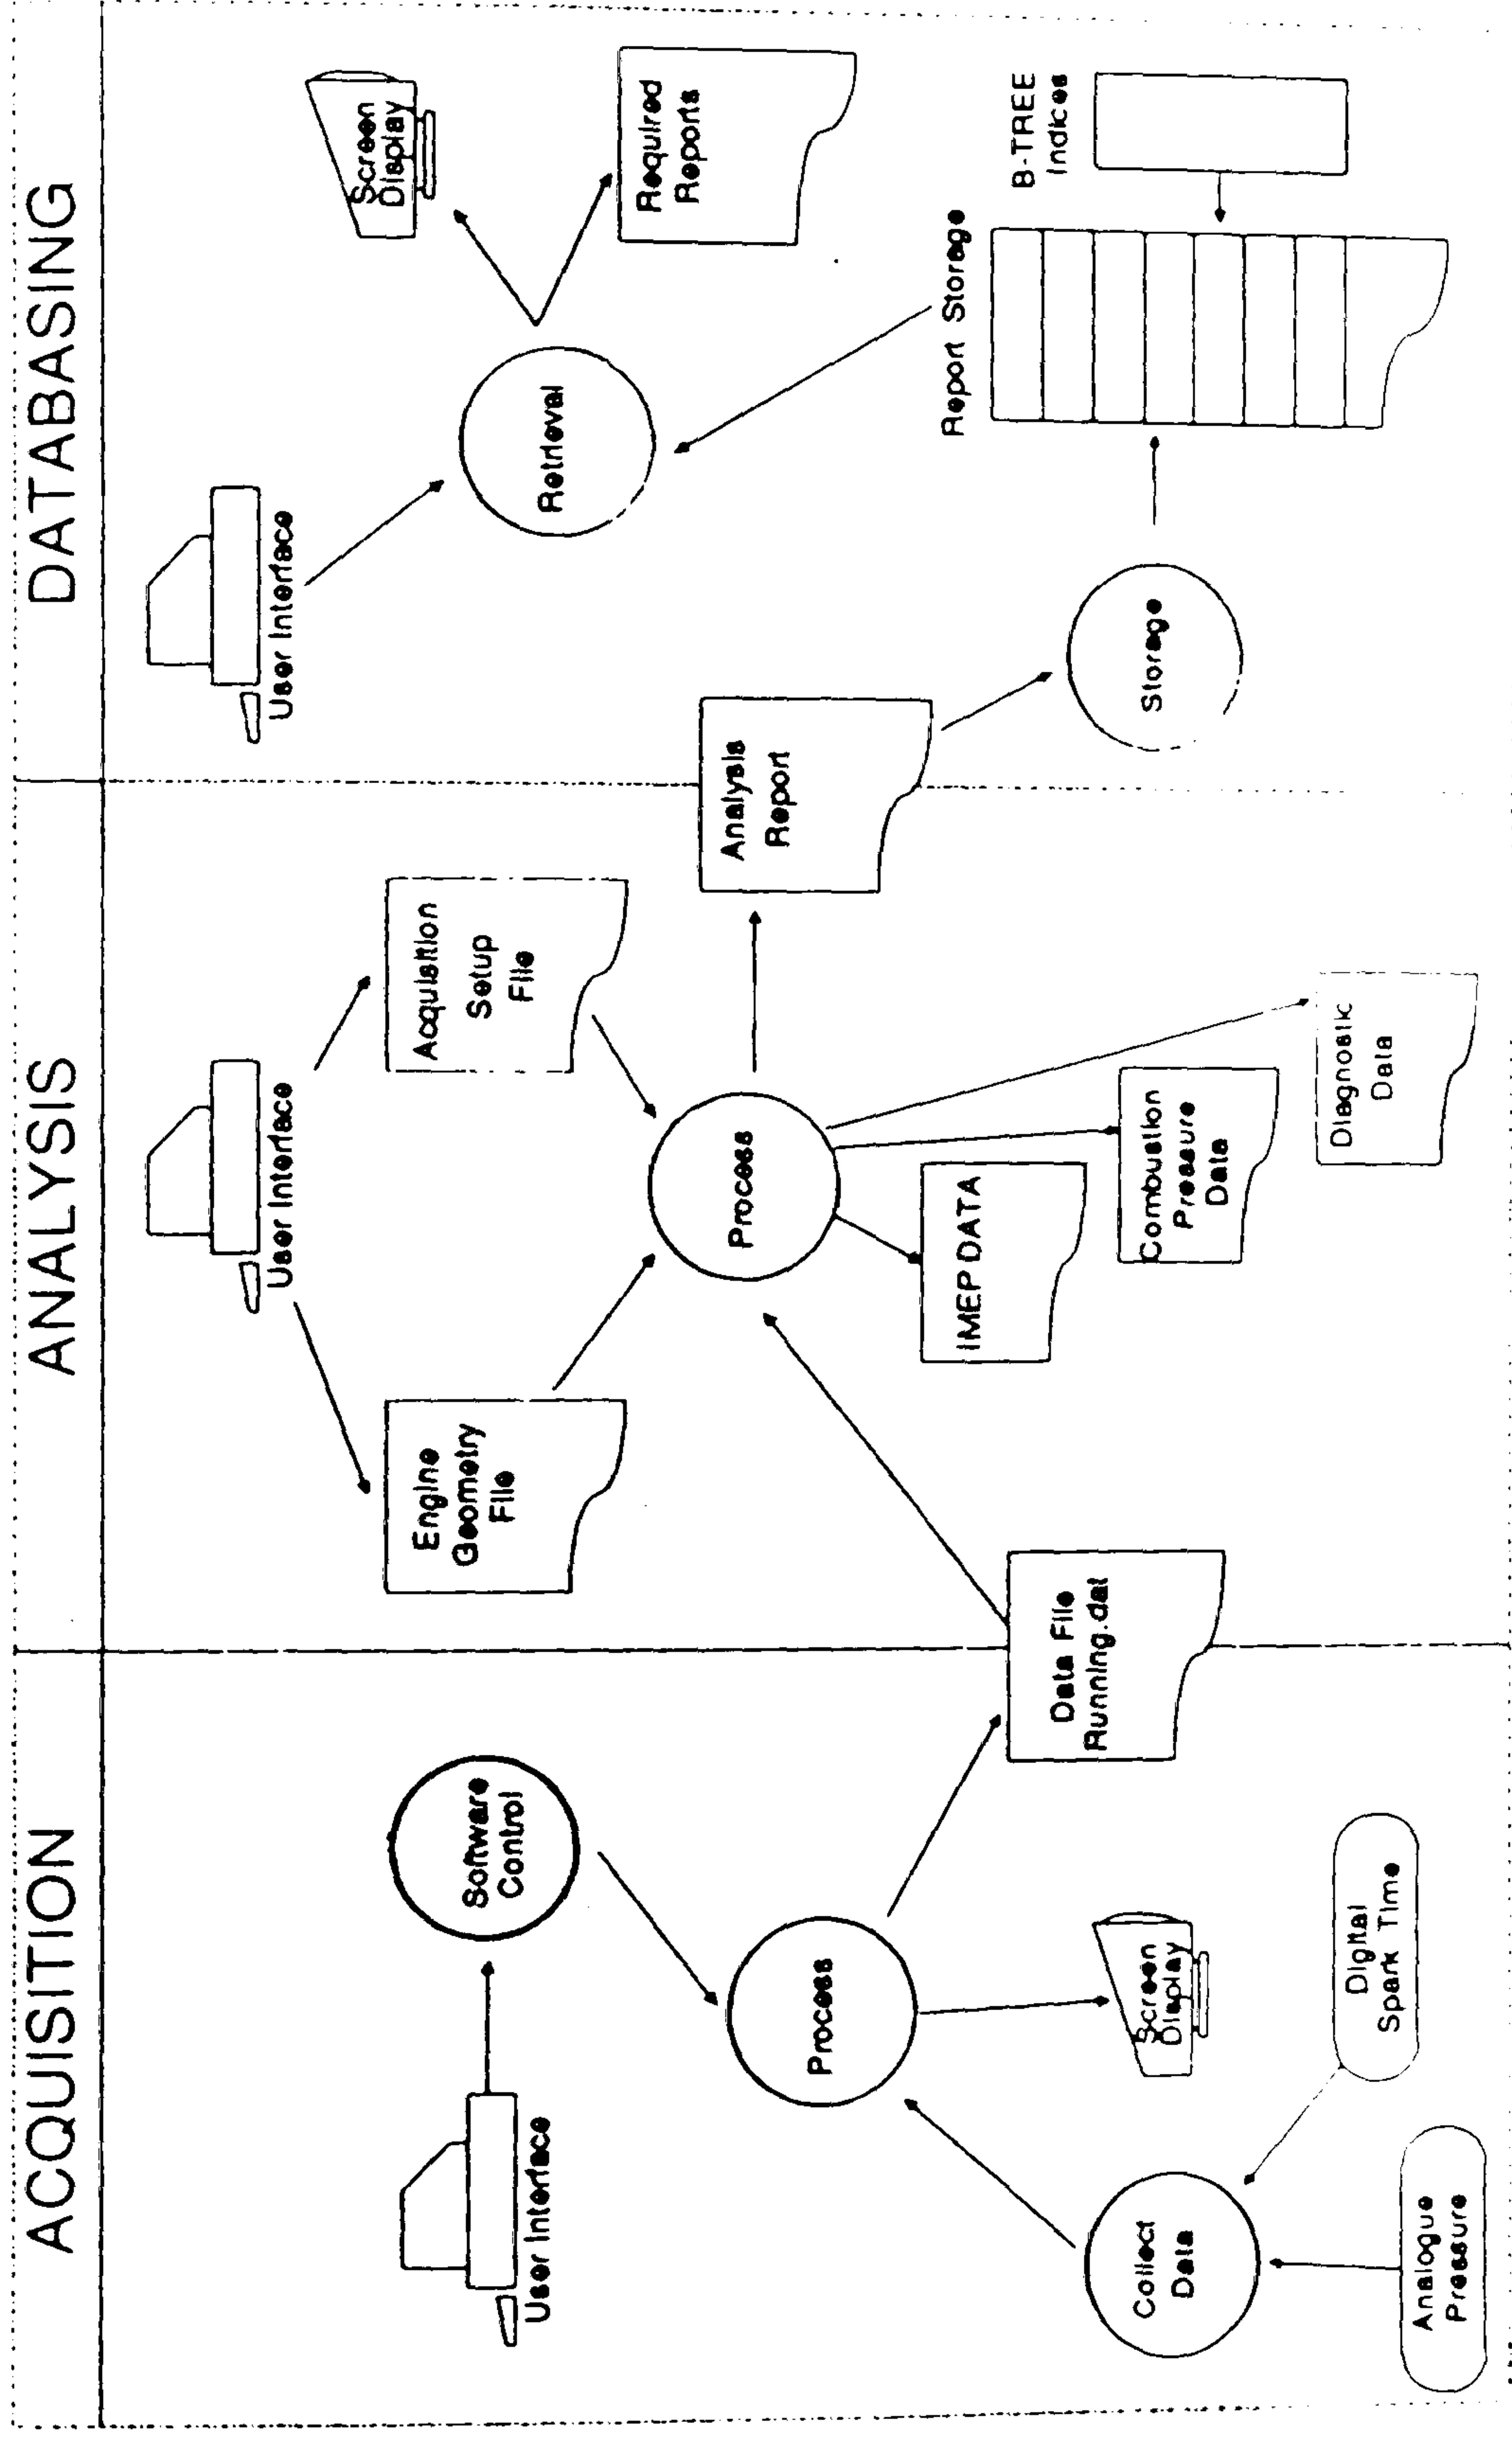 ACQUISITION
ANALYSIS
DATABASING
User Interface
Software
Control
Process
Screen
Display
Collect
Data
Analogue
Pressure
Digital
Spark Time
Data File
Running.dat
User Interface
Engine
Geometry
File
Acquisition
Setup
File
Process
IMEP DATA
Combustion
Pressure
Data
Diagnostic
Data
Analysis
Report
User Interface
Retrieval
Screen
Display
Required
Reports
Storage
Report Storage
B-TREE
Indices